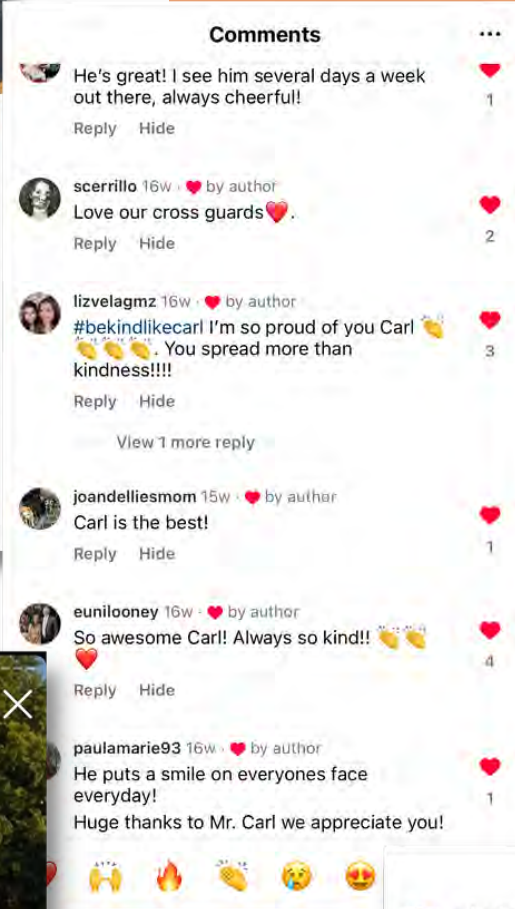 Comments
He's great! I see him several days a week
out there, always cheerful!
1
Reply Hide
scerrillo 16w · by author
Love our cross guards❤️.
2
Reply Hide
lizvelagmz 16w · by author
#bekindlikecarl I'm so proud of you Carl 👏
👏👏👏. You spread more than
kindness!!!!
3
Reply Hide
View 1 more reply
joandelliesmom 15w · by author
Carl is the best!
1
Reply Hide
eunilooney 16w · by author
So awesome Carl! Always so kind!! 👏👏
❤️
4
Reply Hide
paulamarie93 16w · by author
He puts a smile on everyones face
everyday!
1
Huge thanks to Mr. Carl we appreciate you!